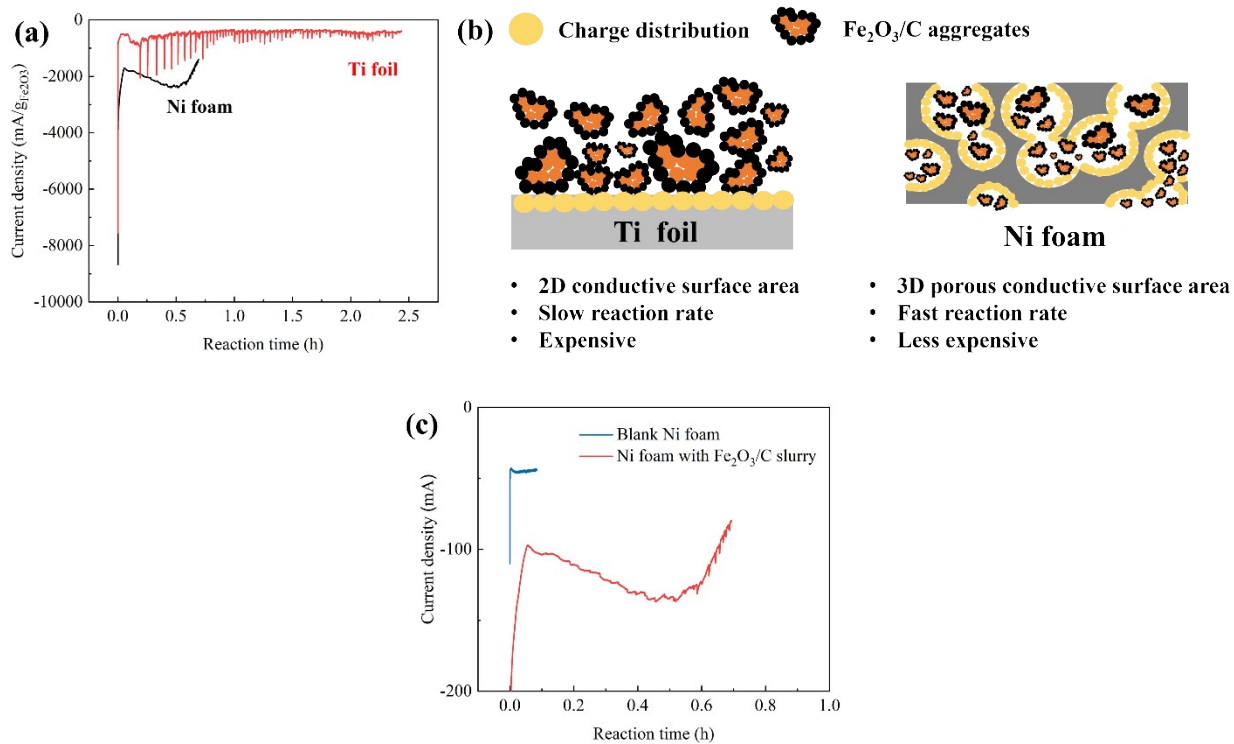 (a)
Current density (mA/gFe2O3)
0
-2000
-4000
-6000
-8000
-10000
Ti foil
Ni foam
0.0 0.5 1.0 1.5 2.0 2.5
Reaction time (h)
(b)
Charge distribution
Fe2O3/C aggregates
Ti foil
Ni foam
• 2D conductive surface area
• Slow reaction rate
• Expensive
• 3D porous conductive surface area
• Fast reaction rate
• Less expensive
(c)
Current density (mA)
0
-100
-200
Blank Ni foam
Ni foam with Fe2O3/C slurry
0.0 0.2 0.4 0.6 0.8 1.0
Reaction time (h)